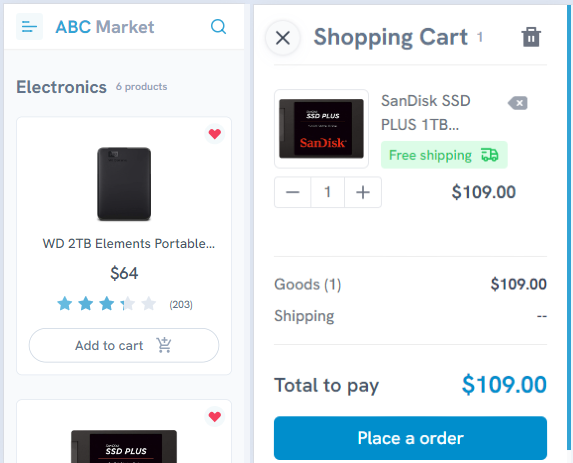 ABC Market
Electronics 6 products
WD 2TB Elements Portable...
$64
(203)
Add to cart
SanDisk
SSD PLUS
Shopping Cart 1
SanDisk
SSD PLUS
SanDisk
SanDisk SSD
PLUS 1TB...
Free shipping
1
$109.00
Goods (1) $109.00
Shipping --
Total to pay $109.00
Place a order